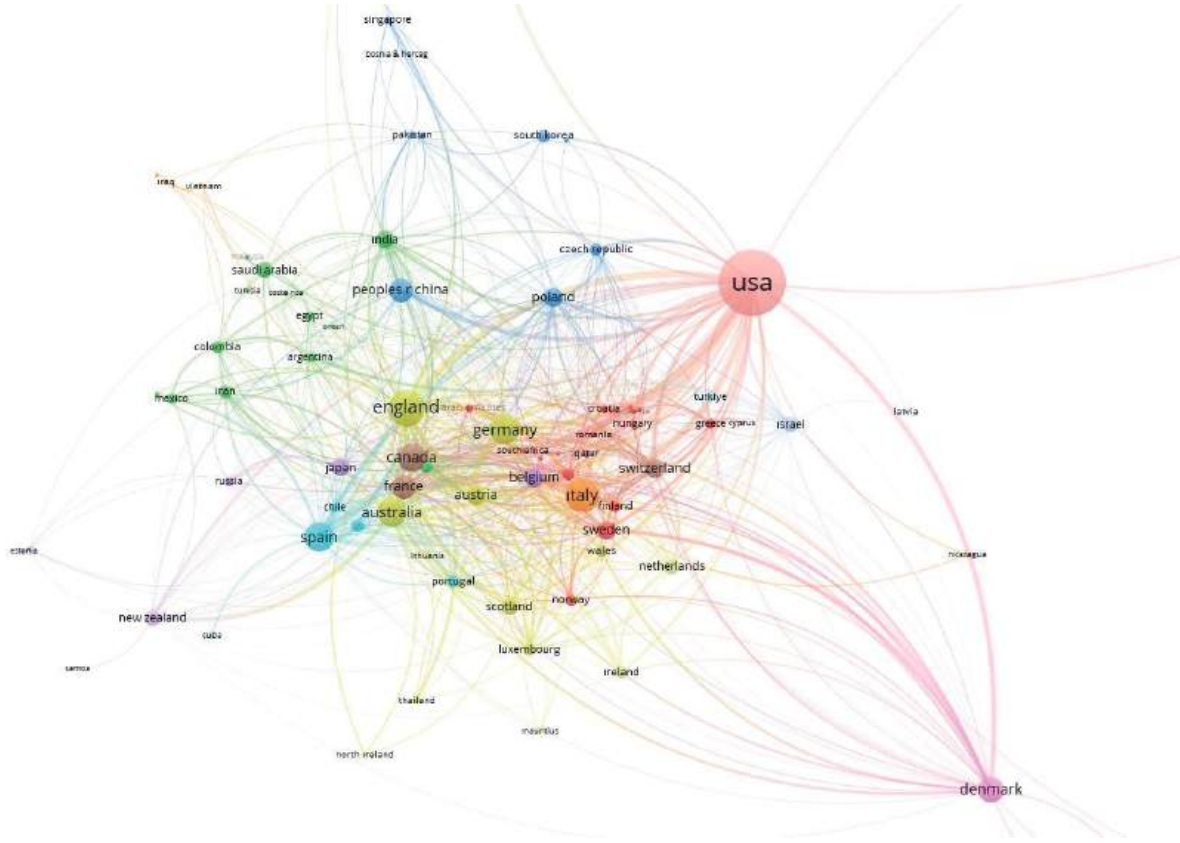 singapore
bosnia & herceg
pakistan
south korea
iraq
vietnam
india
czech republic
saudi arabia
usa
tunisia
costa rica
peoples r china
poland
egypt
colombia
argentina
iran
mexico
turkiye
england
croatia
latvia
germany
hungary
greece
cyprus
israel
romania
south africa
qatar
canada
japan
belgium
switzerland
russia
france
austria
italy
chile
australia
finland
spain
sweden
estonia
lithuania
wales
nicaragua
portugal
netherlands
norway
scotland
new zealand
cuba
luxembourg
samoa
ireland
thailand
mauritius
north ireland
denmark